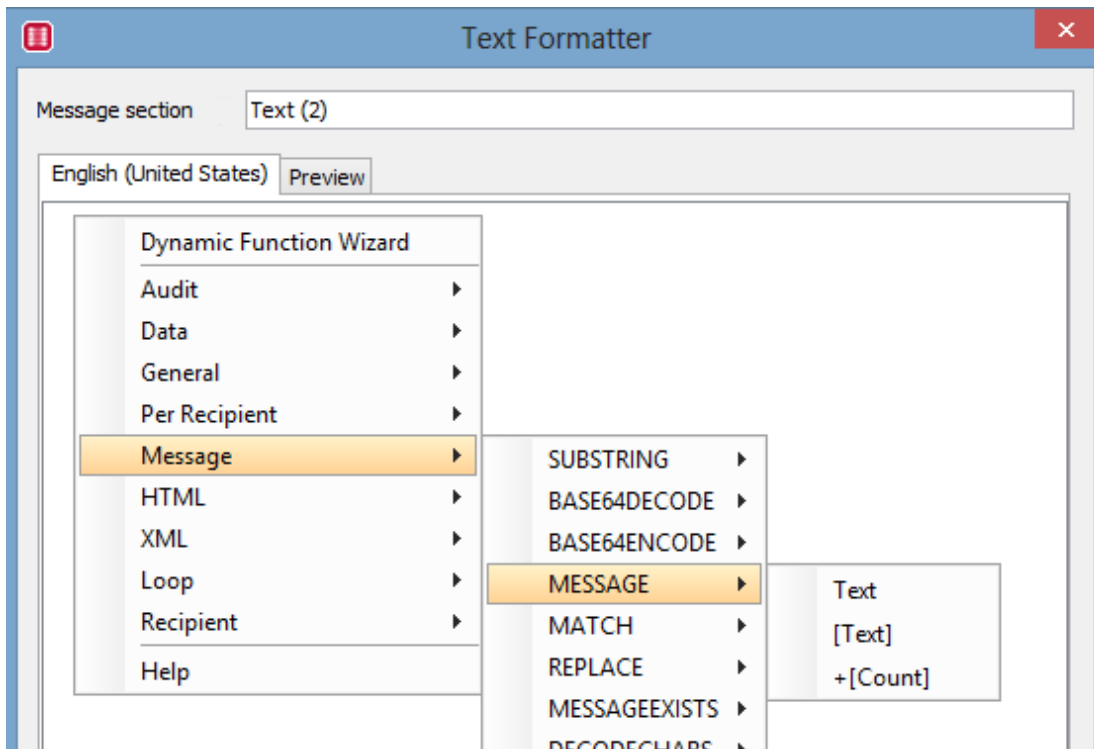 Text Formatter
Message section
Text (2)
English (United States)
Preview
Dynamic Function Wizard
Audit
Data
General
Per Recipient
Message
HTML
XML
Loop
Recipient
Help
SUBSTRING
BASE64DECODE
BASE64ENCODE
MESSAGE
MATCH
REPLACE
MESSAGEEXISTS
DECODECHARS
Text
[Text]
+[Count]